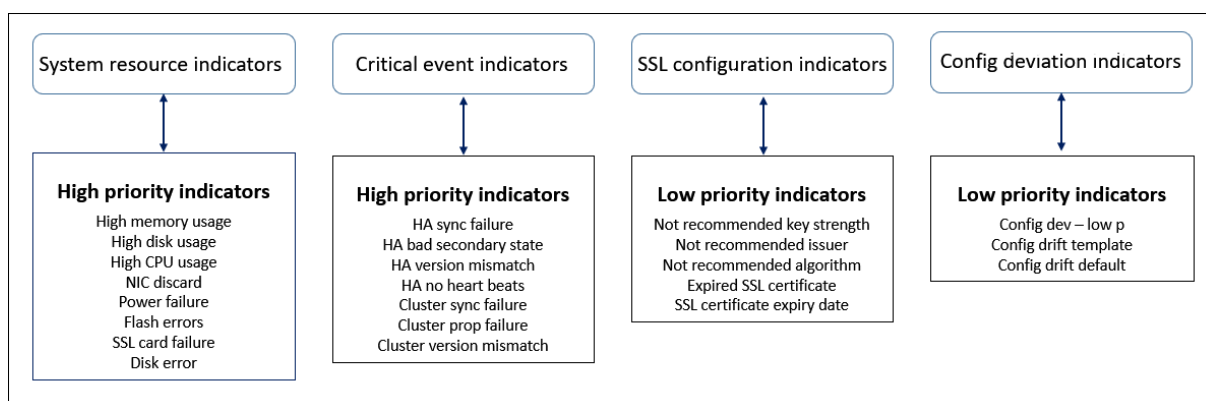 System resource indicators
High priority indicators
High memory usage
High disk usage
High CPU usage
NIC discard
Power failure
Flash errors
SSL card failure
Disk error
Critical event indicators
High priority indicators
HA sync failure
HA bad secondary state
HA version mismatch
HA no heart beats
Cluster sync failure
Cluster prop failure
Cluster version mismatch
SSL configuration indicators
Low priority indicators
Not recommended key strength
Not recommended issuer
Not recommended algorithm
Expired SSL certificate
SSL certificate expiry date
Config deviation indicators
Low priority indicators
Config dev – low p
Config drift template
Config drift default